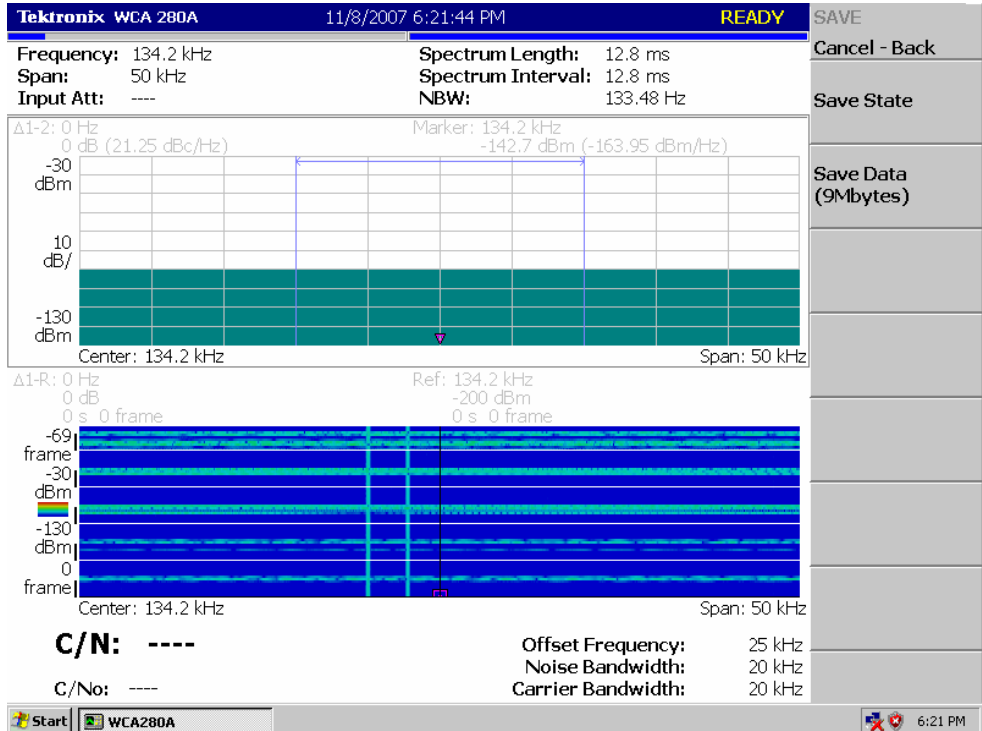 Tektronix WCA 280A 11/8/2007 6:21:44 PM READY SAVE
Cancel - Back
Frequency: 134.2 kHz Spectrum Length: 12.8 ms
Span: 50 kHz Spectrum Interval: 12.8 ms
Input Att: ---- NBW: 133.48 Hz
Save State
Δ1-2: 0 Hz Marker: 134.2 kHz
0 dB (21.25 dBc/Hz) -142.7 dBm (-163.95 dBm/Hz)
-30
dBm
Save Data
(9Mbytes)
10
dB/
-130
dBm
Center: 134.2 kHz Span: 50 kHz
Δ1-R: 0 Hz Ref: 134.2 kHz
0 dB -200 dBm
0 s 0 frame 0 s 0 frame
-69
frame
-30
dBm
-130
dBm
0
frame
Center: 134.2 kHz Span: 50 kHz
C/N: ---- Offset Frequency: 25 kHz
Noise Bandwidth: 20 kHz
C/No: ---- Carrier Bandwidth: 20 kHz
Start WCA280A 6:21 PM